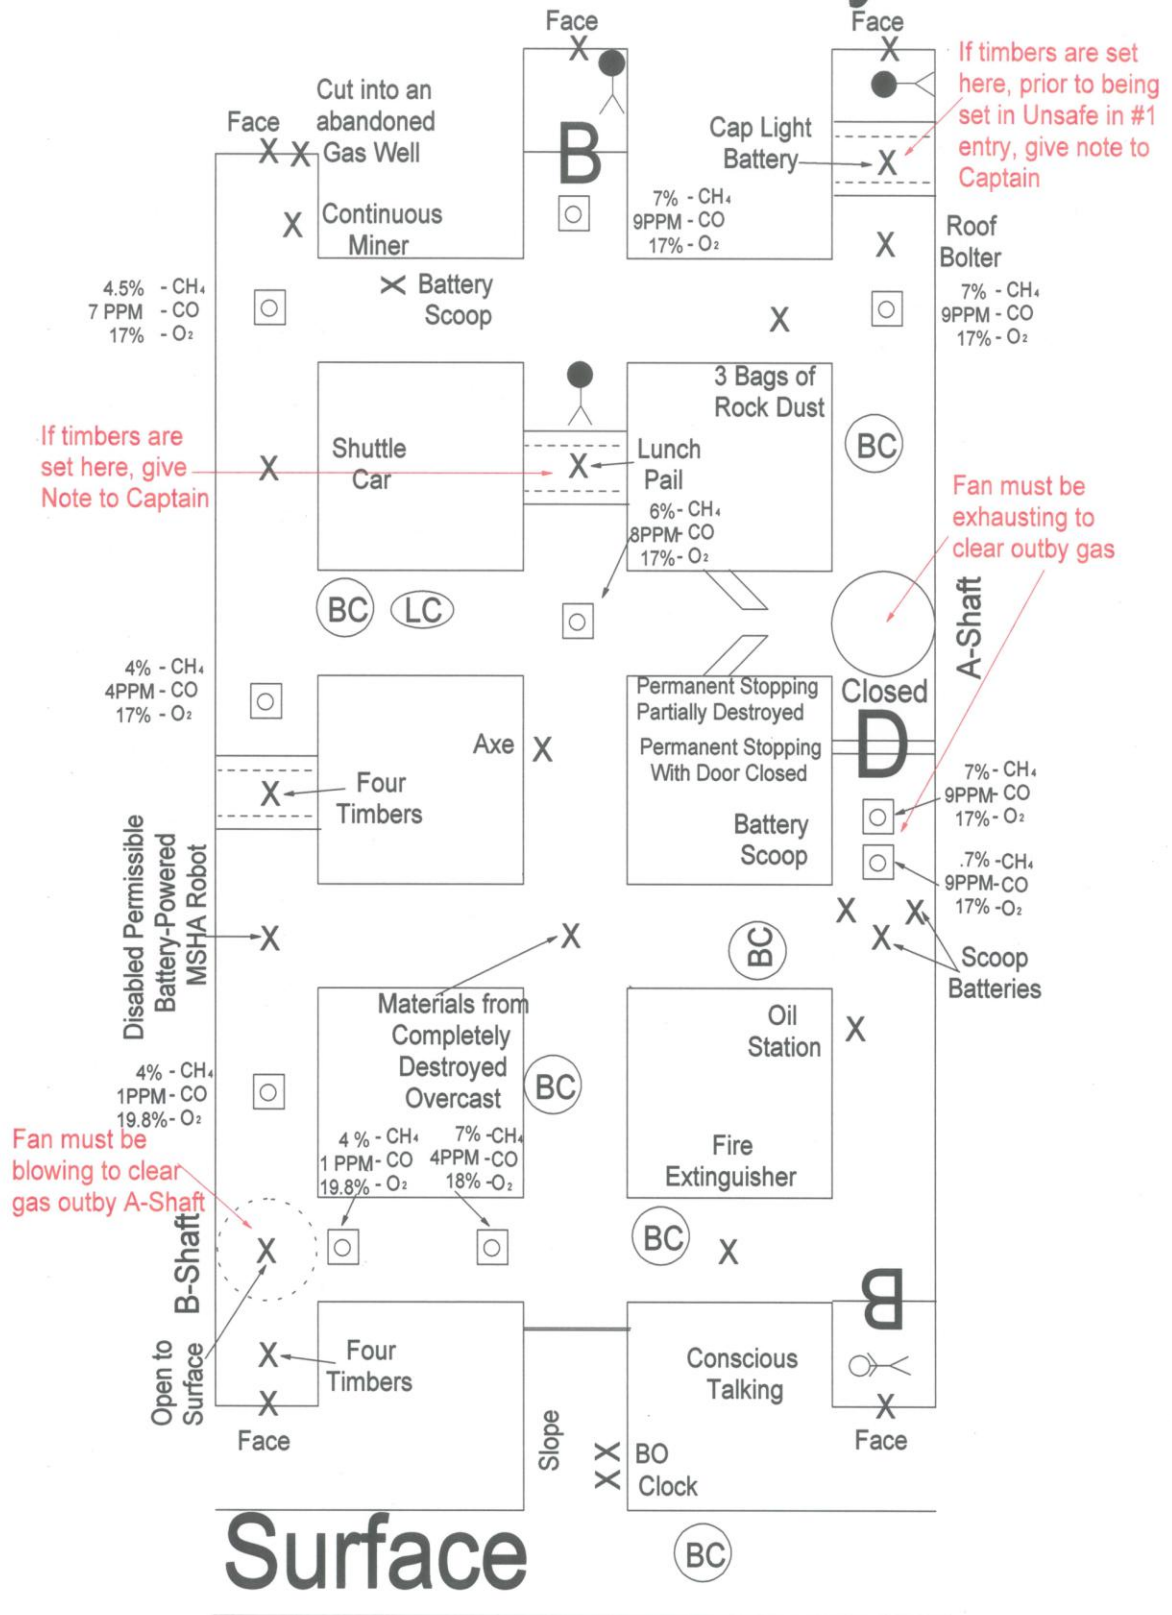 Face
Face
If timbers are set
here, prior to being
set in Unsafe in #1
entry, give note to
Captain
Cut into an
abandoned
Gas Well
Face
B
Cap Light
Battery
7% - CH₄
9PPM - CO
17% - O₂
Continuous
Miner
Roof
Bolter
Battery
Scoop
4.5% - CH₄
7 PPM - CO
17% - O₂
7% - CH₄
9PPM - CO
17% - O₂
3 Bags of
Rock Dust
BC
If timbers are
set here, give
Note to Captain
Shuttle
Car
Lunch
Pail
6% - CH₄
8PPM - CO
17% - O₂
Fan must be
exhausting to
clear outby gas
BC
LC
A-Shaft
4% - CH₄
4PPM - CO
17% - O₂
Permanent Stopping
Partially Destroyed
Closed
D
Axe
Permanent Stopping
With Door Closed
Four
Timbers
7% - CH₄
9PPM - CO
17% - O₂
Battery
Scoop
.7% - CH₄
9PPM - CO
17% - O₂
Disabled Permissible
Battery-Powered
MSHA Robot
BC
Scoop
Batteries
Materials from
Completely
Destroyed
Overcast
Oil
Station
BC
4% - CH₄
1PPM - CO
19.8% - O₂
Fan must be
blowing to clear
gas outby A-Shaft
4 % - CH₄
1 PPM - CO
19.8% - O₂
7% - CH₄
4PPM - CO
18% - O₂
Fire
Extinguisher
BC
B-Shaft
B
Open to
Surface
Four
Timbers
Conscious
Talking
Face
Face
Slope
BO
Clock
Surface
BC